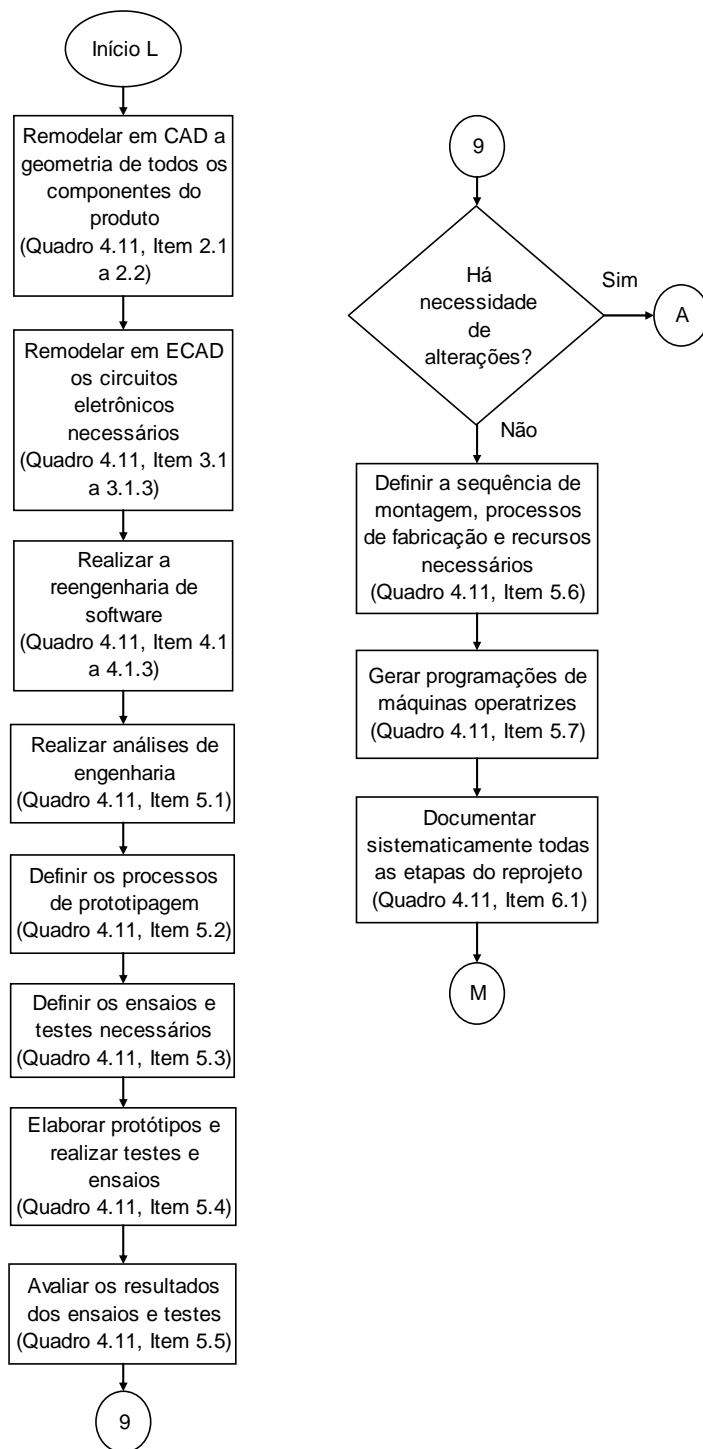 Início L
Remodelar em CAD a
geometria de todos os
componentes do
produto
(Quadro 4.11, Item 2.1
a 2.2)
Remodelar em ECAD
os circuitos
eletrônicos
necessários
(Quadro 4.11, Item 3.1
a 3.1.3)
Realizar a
reengenharia de
software
(Quadro 4.11, Item 4.1
a 4.1.3)
Realizar análises de
engenharia
(Quadro 4.11, Item 5.1)
Definir os processos
de prototipagem
(Quadro 4.11, Item 5.2)
Definir os ensaios e
testes necessários
(Quadro 4.11, Item 5.3)
Elaborar protótipos e
realizar testes e
ensaios
(Quadro 4.11, Item 5.4)
Avaliar os resultados
dos ensaios e testes
(Quadro 4.11, Item 5.5)
9
9
Há
necessidade
de
alterações?
Sim
A
Não
Definir a sequência de
montagem, processos
de fabricação e recursos
necessários
(Quadro 4.11, Item 5.6)
Gerar programações de
máquinas operatrizes
(Quadro 4.11, Item 5.7)
Documentar
sistematicamente todas
as etapas do reprojeto
(Quadro 4.11, Item 6.1)
M